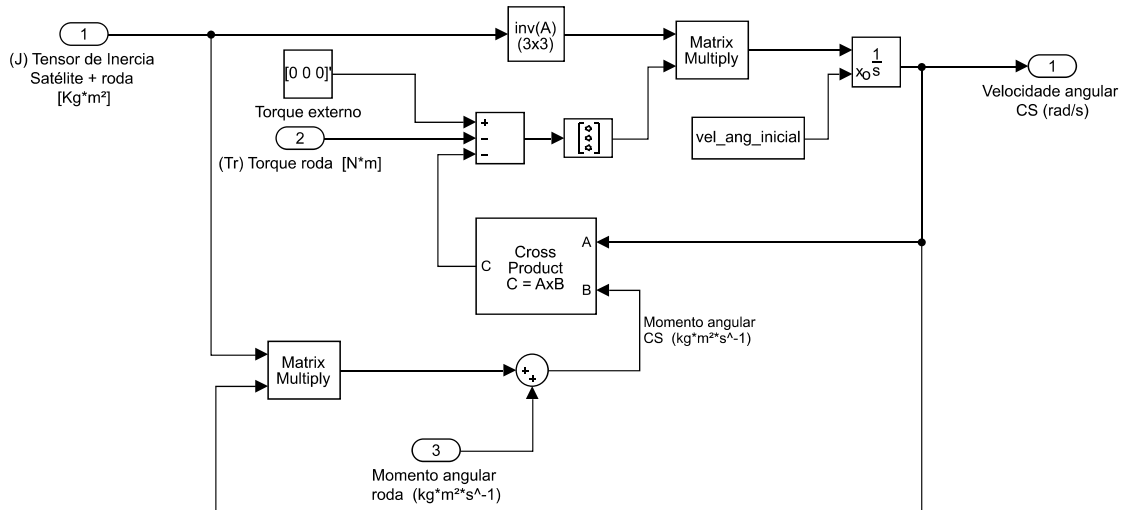 1
(J) Tensor de Inercia
Satélite + roda
[Kg*m²]
inv(A)
(3x3)
Matrix
Multiply
1
s
xo
1
Velocidade angular
CS (rad/s)
[0 0 0]'
Torque externo
2
(Tr) Torque roda [N*m]
+
−
−
vel_ang_inicial
Cross
Product
C = AxB
A
B
C
Momento angular
CS (kg*m²*s^-1)
Matrix
Multiply
+
+
3
Momento angular
roda (kg*m²*s^-1)